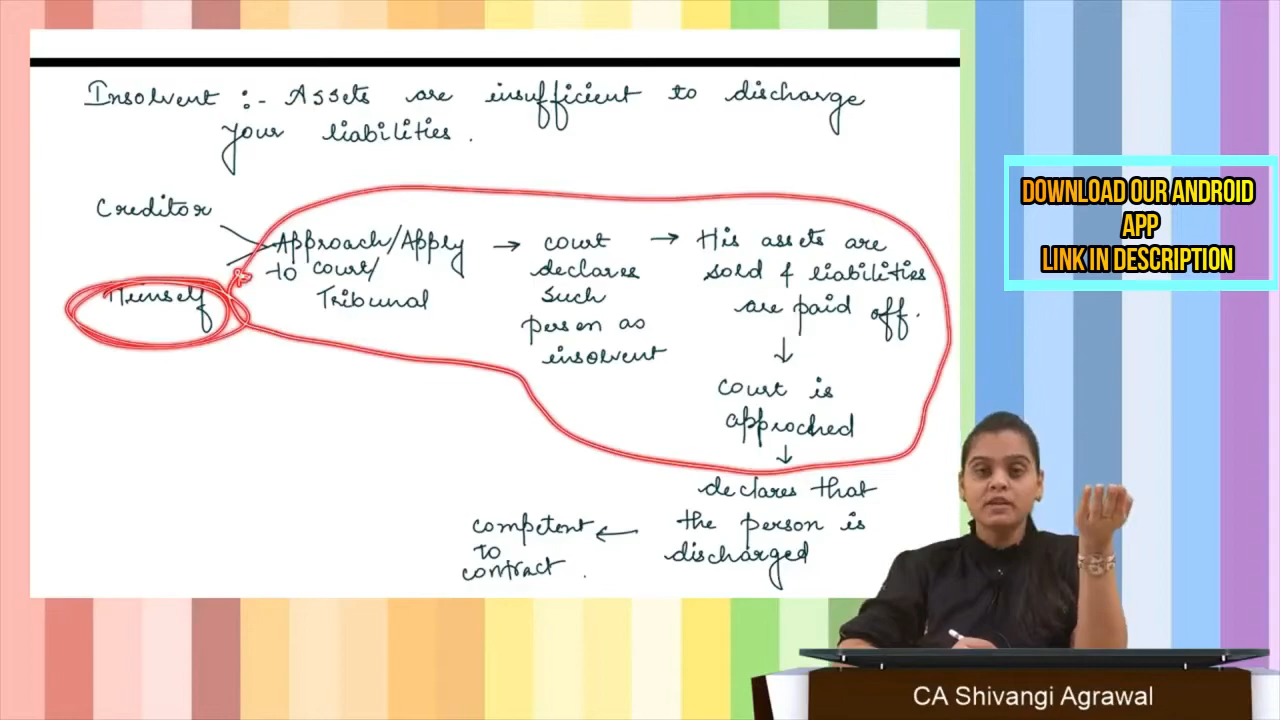 Insolvent :- Assets are insufficient to discharge
your liabilities.
Creditor
Himself
Approach/Apply
to court/
Tribunal
→ court
declares
such
person as
insolvent
→ His assets are
sold & liabilities
are paid off.
↓
court is
approched
↓
declares that
the person is
discharged
←
competent
to
contract.
DOWNLOAD OUR ANDROID
APP
LINK IN DESCRIPTION
CA Shivangi Agrawal